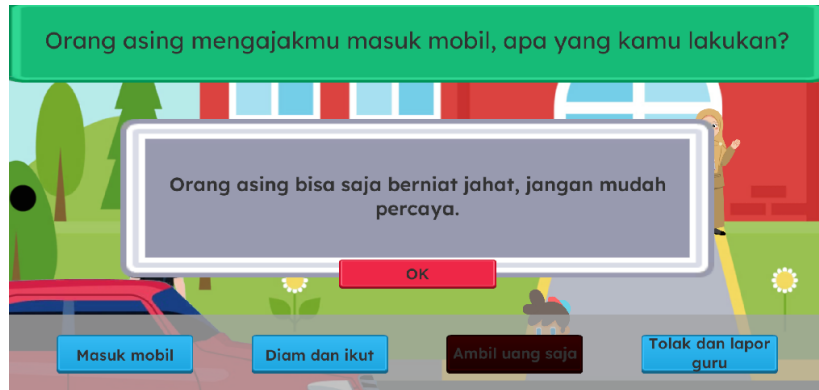 Orang asing mengajakmu masuk mobil, apa yang kamu lakukan?
Orang asing bisa saja berniat jahat, jangan mudah
percaya.
OK
Masuk mobil
Diam dan ikut
Ambil uang saja
Tolak dan lapor
guru